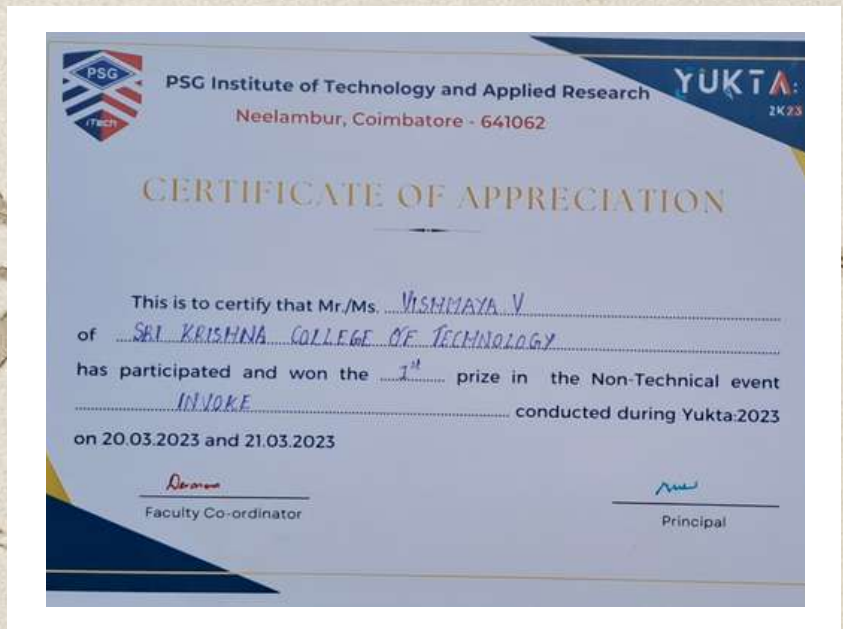 PSG
iTech
PSG Institute of Technology and Applied Research
Neelambur, Coimbatore - 641062
YUKTA:
2K23
CERTIFICATE OF APPRECIATION
This is to certify that Mr./Ms. VISHMAYA V
of SRI KRISHNA COLLEGE OF TECHNOLOGY
has participated and won the 1st prize in the Non-Technical event
INVOKE conducted during Yukta:2023
on 20.03.2023 and 21.03.2023
Faculty Co-ordinator
Principal